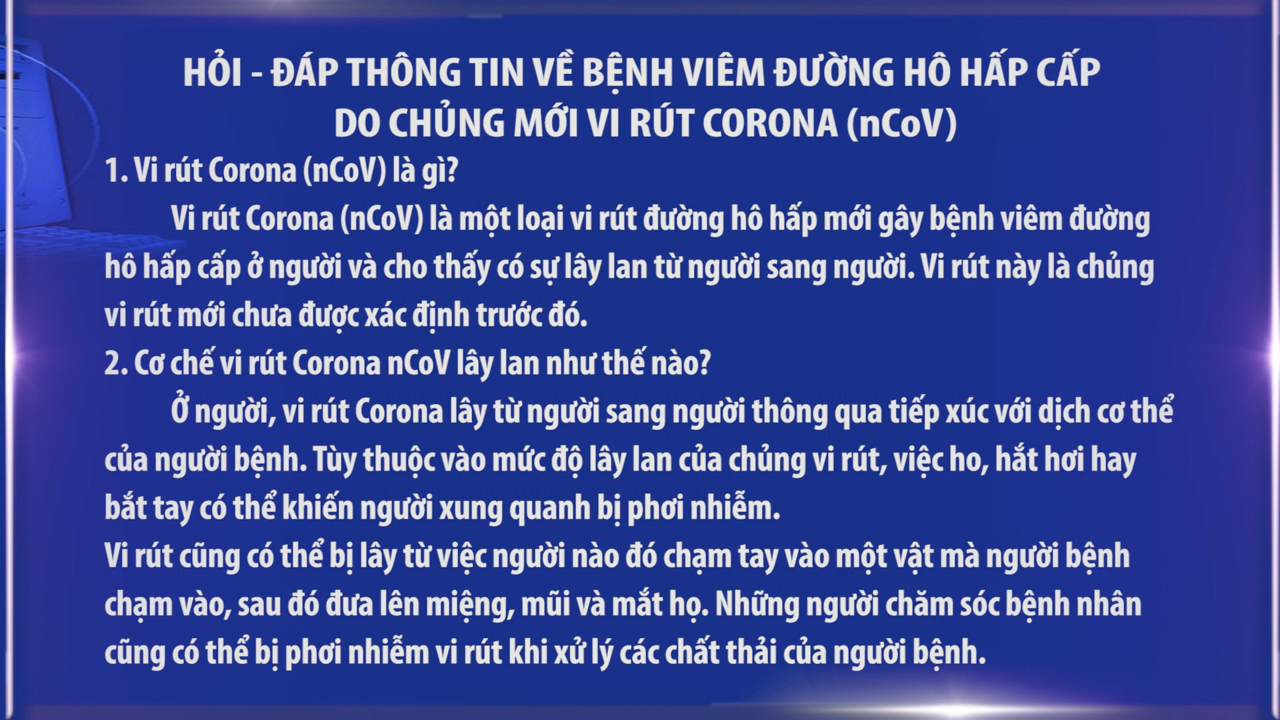 HỎI - ĐÁP THÔNG TIN VỀ BỆNH VIÊM ĐƯỜNG HÔ HẤP CẤP
DO CHỦNG MỚI VI RÚT CORONA (nCoV)
1. Vi rút Corona (nCoV) là gì?
Vi rút Corona (nCoV) là một loại vi rút đường hô hấp mới gây bệnh viêm đường
hô hấp cấp ở người và cho thấy có sự lây lan từ người sang người. Vi rút này là chủng
vi rút mới chưa được xác định trước đó.
2. Cơ chế vi rút Corona nCoV lây lan như thế nào?
Ở người, vi rút Corona lây từ người sang người thông qua tiếp xúc với dịch cơ thể
của người bệnh. Tùy thuộc vào mức độ lây lan của chủng vi rút, việc ho, hắt hơi hay
bắt tay có thể khiến người xung quanh bị phơi nhiễm.
Vi rút cũng có thể bị lây từ việc người nào đó chạm tay vào một vật mà người bệnh
chạm vào, sau đó đưa lên miệng, mũi và mắt họ. Những người chăm sóc bệnh nhân
cũng có thể bị phơi nhiễm vi rút khi xử lý các chất thải của người bệnh.